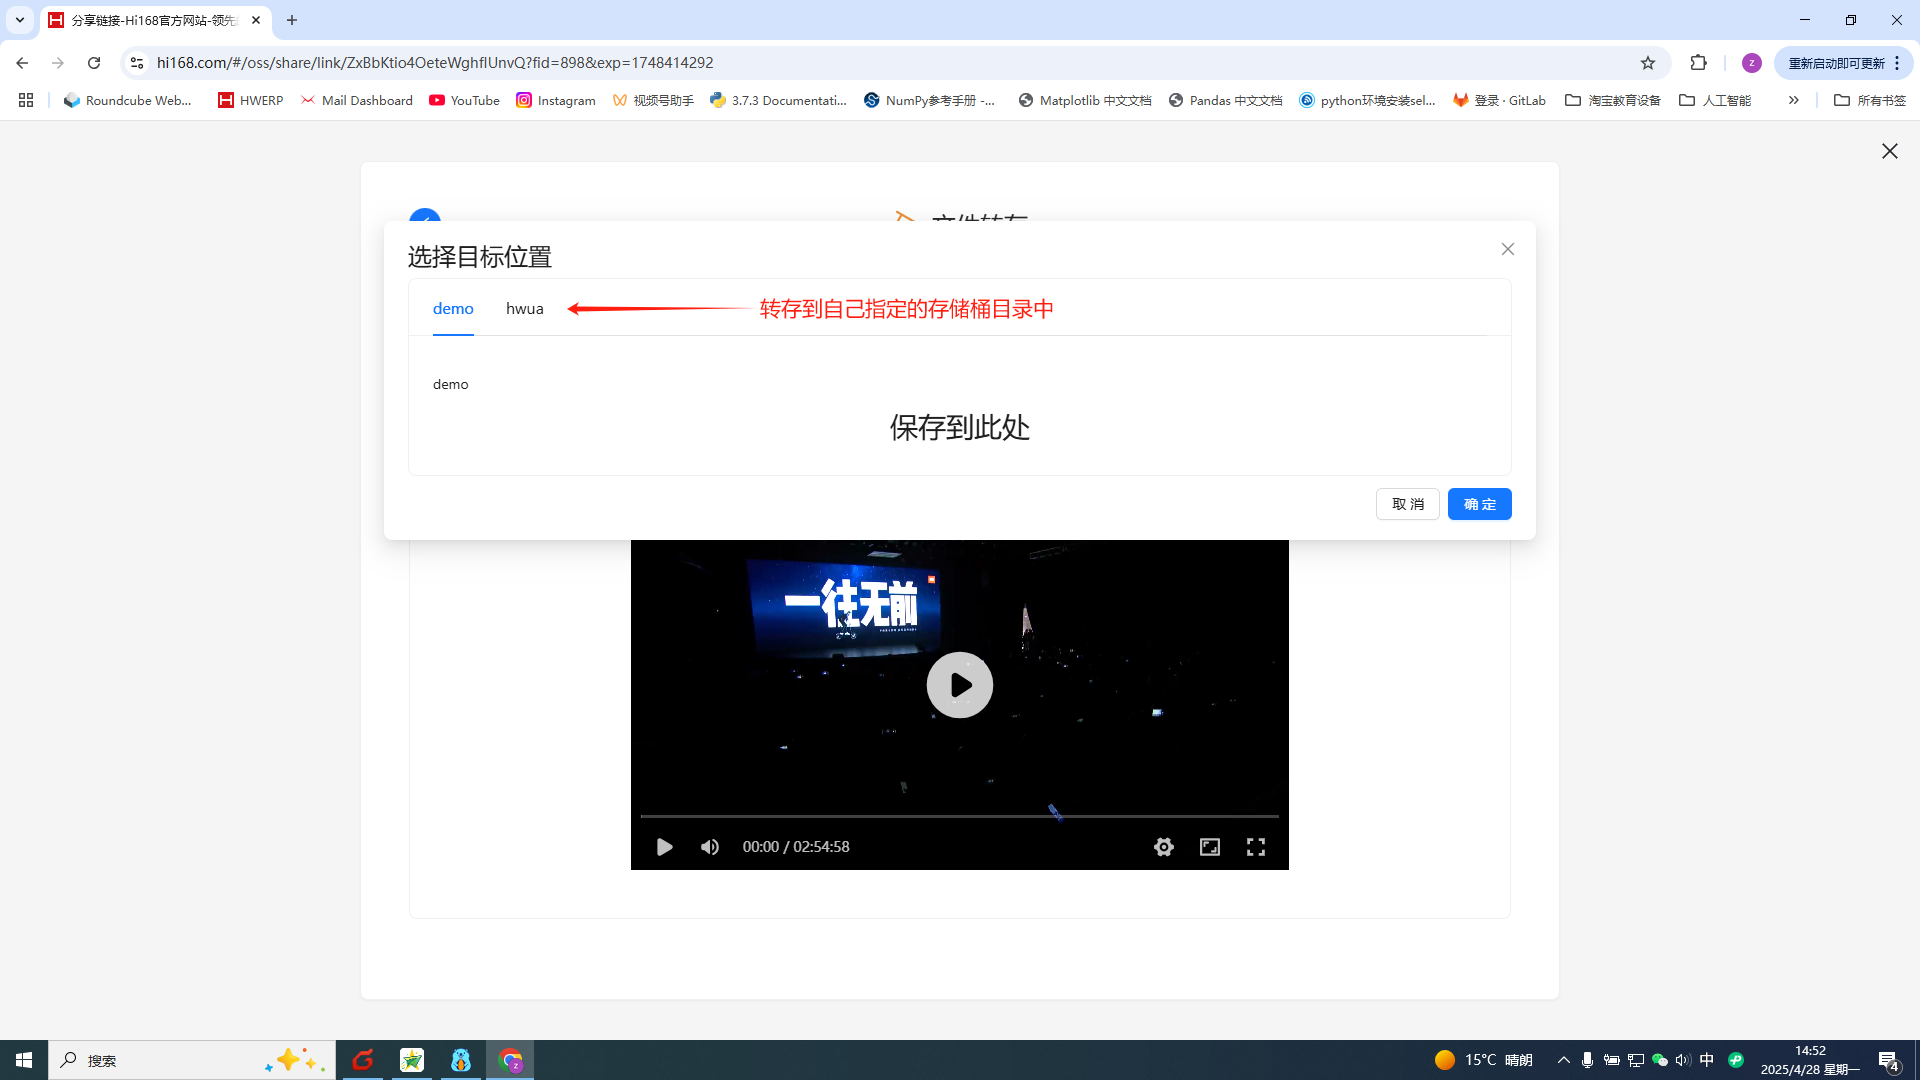 分享链接-Hi168官方网站-领先
hi168.com/#/oss/share/link/ZxBbKtio4OeteWghflUnvQ?fid=898&exp=1748414292
z
重新启动即可更新
Roundcube Web...
HWERP
Mail Dashboard
YouTube
Instagram
视频号助手
3.7.3 Documentati...
NumPy参考手册 -...
Matplotlib 中文文档
Pandas 中文文档
python环境安装sel...
登录 · GitLab
淘宝教育设备
人工智能
所有书签
文件转存
选择目标位置
demo
hwua
转存到自己指定的存储桶目录中
demo
保存到此处
取 消
确 定
一往无前
00:00 / 02:54:58
搜索
15°C 晴朗
中
14:52
2025/4/28 星期一
4